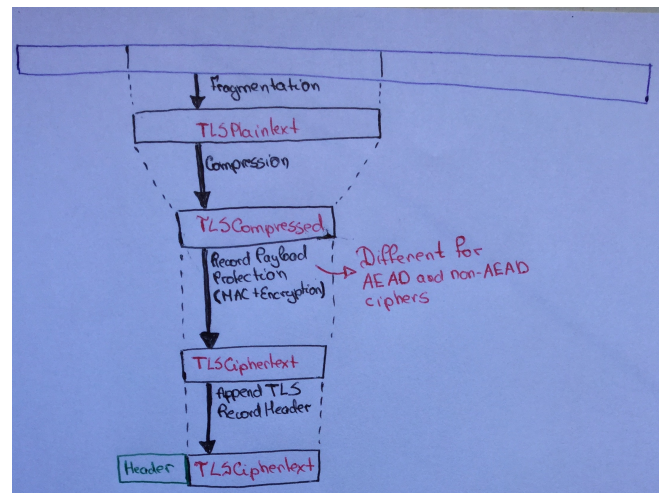 Fragmentation
TLSPlaintext
Compression
TLSCompressed
Record Payload
Protection
(MAC+Encryption)
Different for
AEAD and non-AEAD
ciphers
TLSCiphertext
Append TLS
Record Header
Header
TLSCiphertext